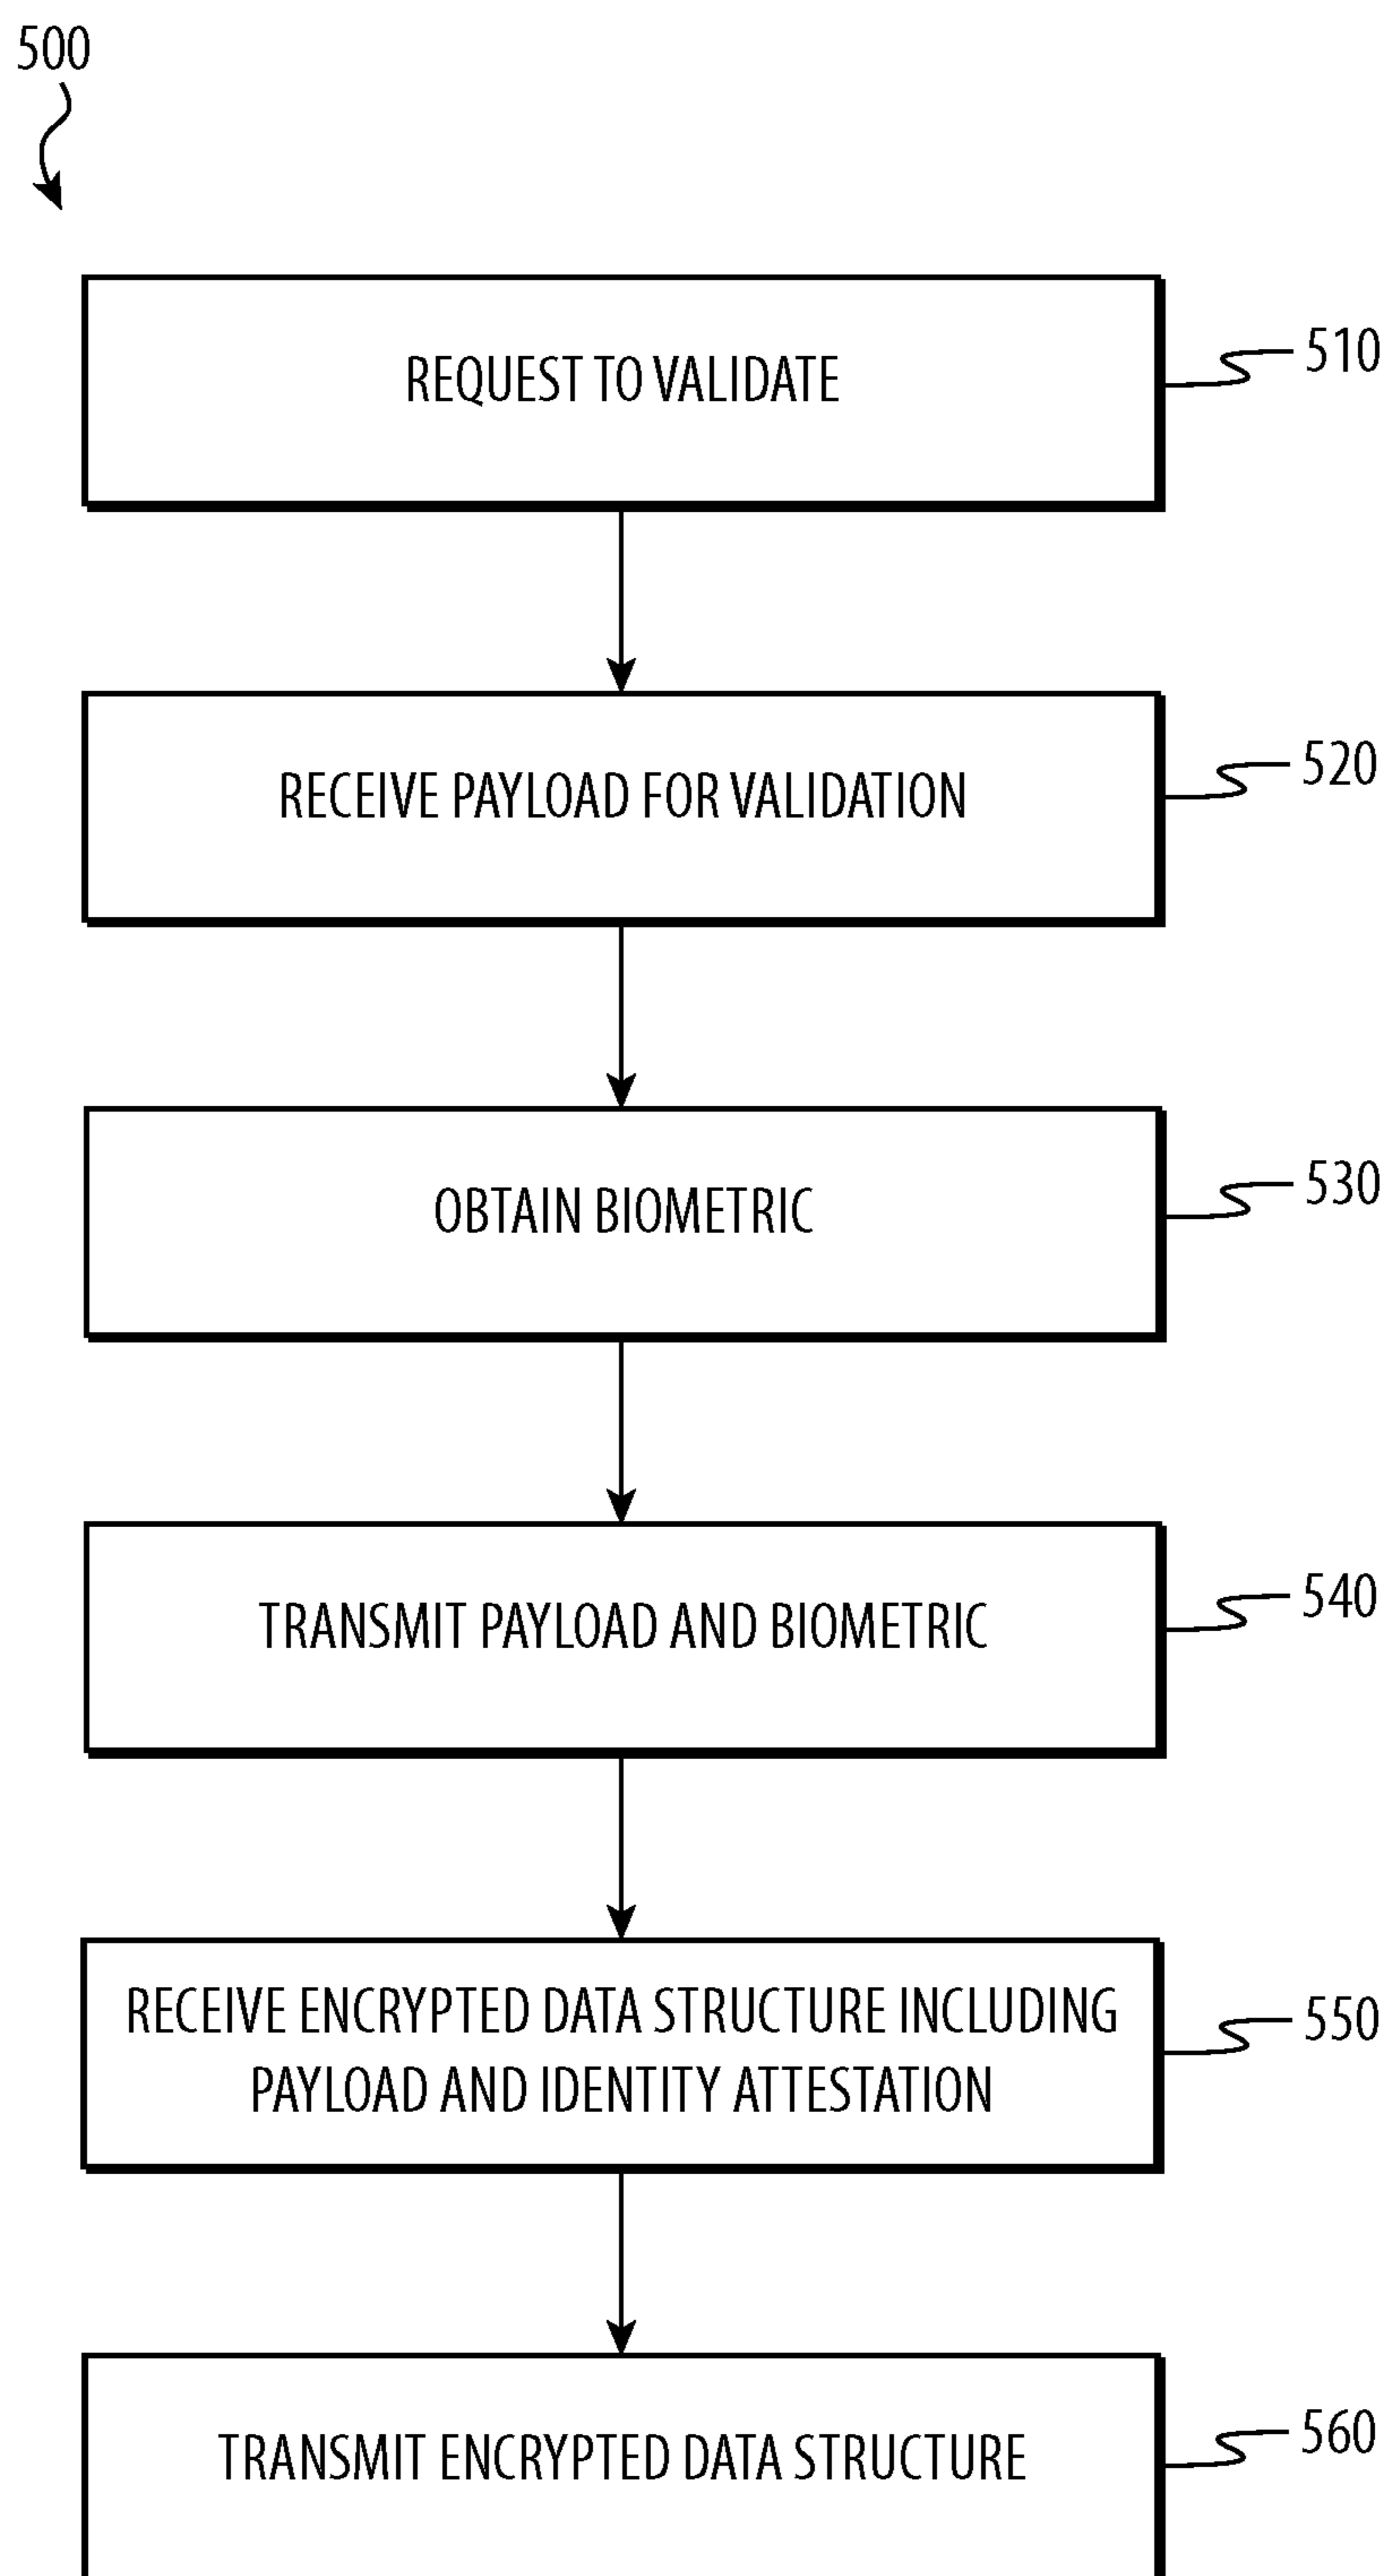 500
REQUEST TO VALIDATE
510
RECEIVE PAYLOAD FOR VALIDATION
520
OBTAIN BIOMETRIC
530
TRANSMIT PAYLOAD AND BIOMETRIC
540
RECEIVE ENCRYPTED DATA STRUCTURE INCLUDING
PAYLOAD AND IDENTITY ATTESTATION
550
TRANSMIT ENCRYPTED DATA STRUCTURE
560